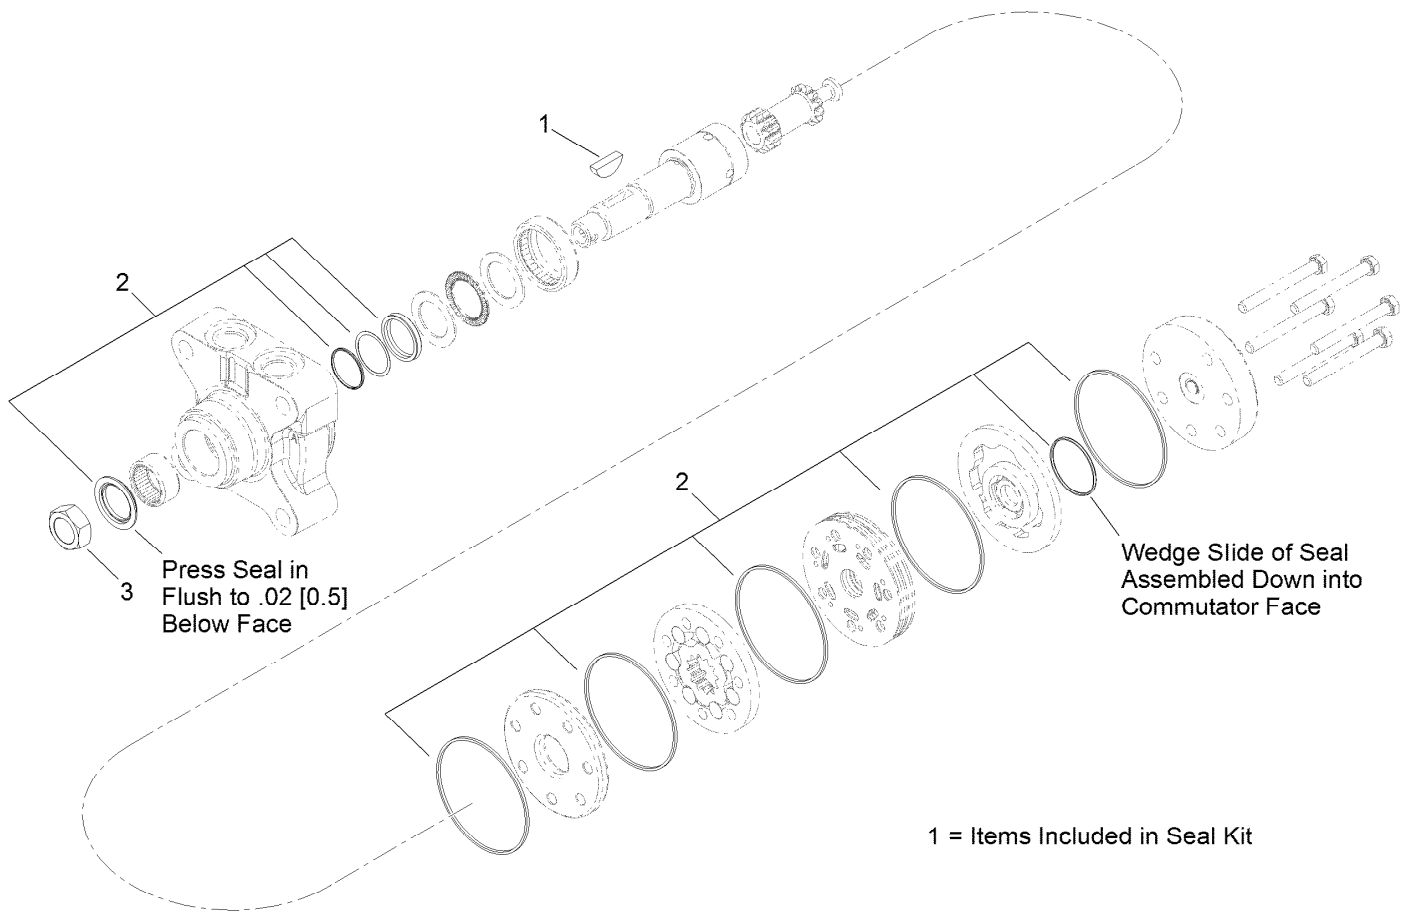 1
2
3
Press Seal in
Flush to .02 [0.5]
Below Face
2
Wedge Slide of Seal
Assembled Down into
Commutator Face
1 = Items Included in Seal Kit